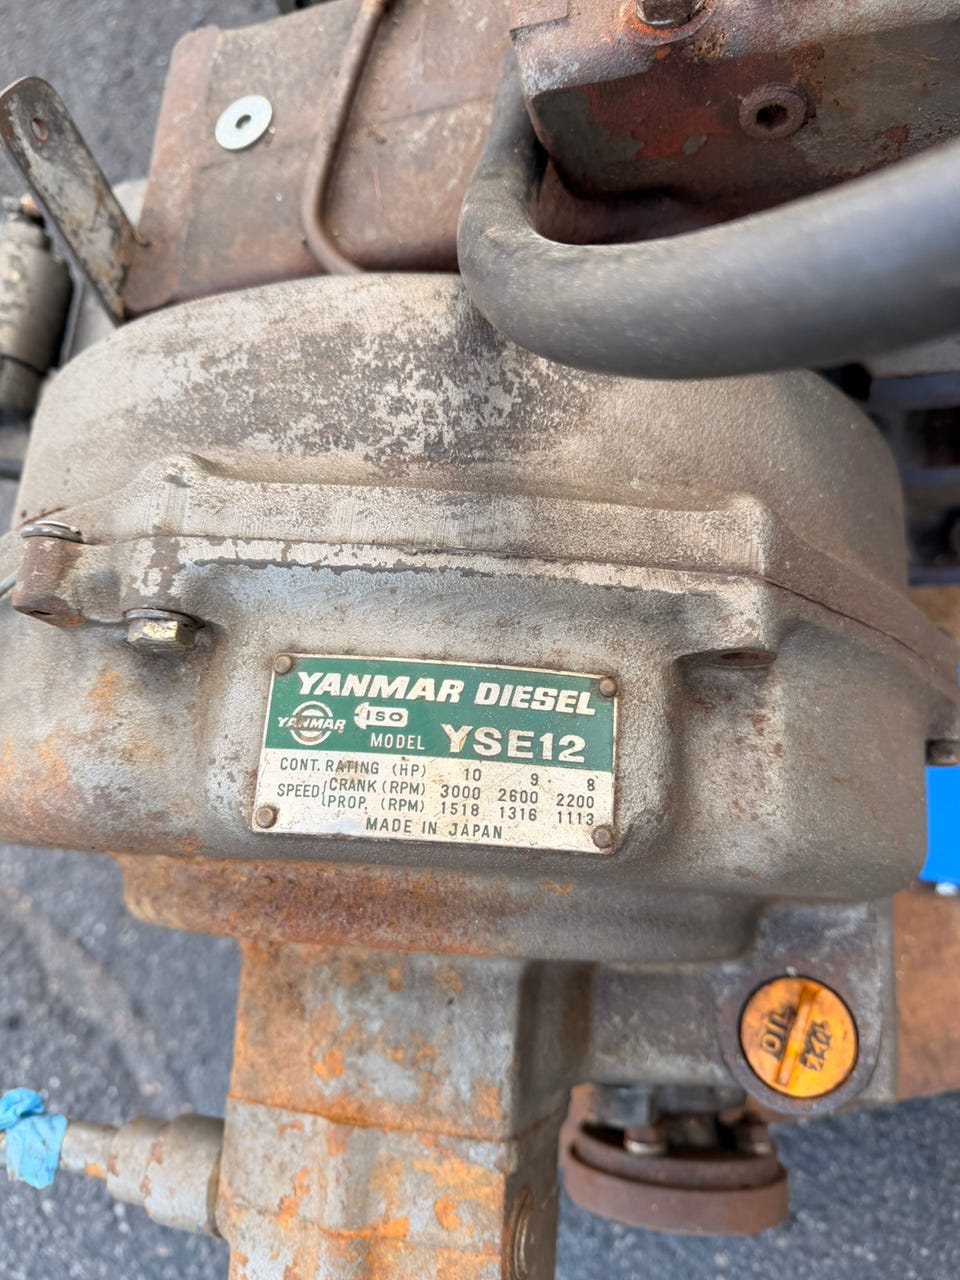 YANMAR DIESEL
YANMAR ISO
MODEL YSE12
CONT. RATING (HP) 10 9 8
SPEED CRANK (RPM) 3000 2600 2200
PROP. (RPM) 1518 1316 1113
MADE IN JAPAN
OIL